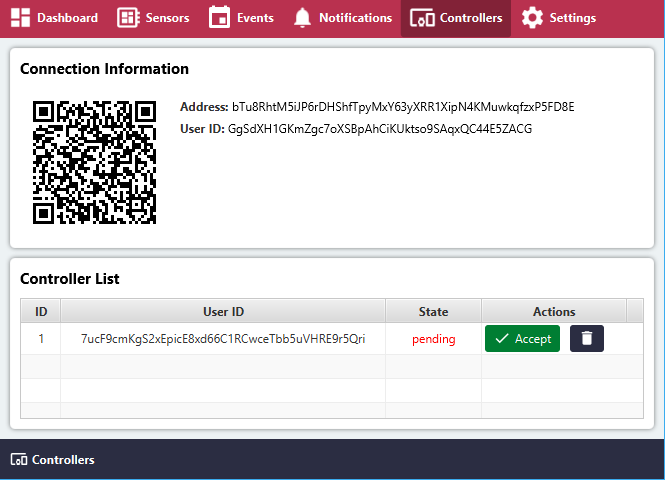 Dashboard Sensors Events Notifications Controllers Settings
Connection Information
Address: bTu8RhtM5iJP6rDHShfTpyMxY63yXRR1XipN4KMuwkqfzxP5FD8E
User ID: GgSdXH1GKmZgc7oXSBpAhCiKUktso9SAqxQC44E5ZACG
Controller List
ID User ID State Actions
1 7ucF9cmKgS2xEpicE8xd66C1RCwceTbb5uVHRE9r5Qri pending Accept
Controllers